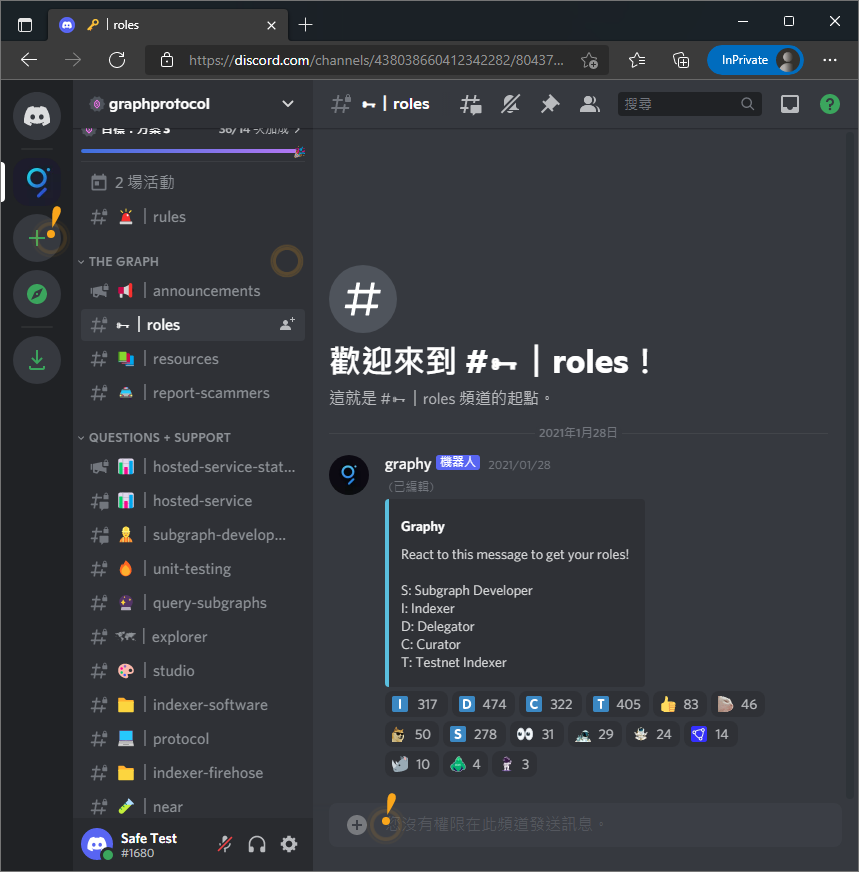 | roles
https://discord.com/channels/438038660412342282/80437...
InPrivate
graphprotocol
| roles
搜尋
目標：方案 3
36/14 次加成
2 場活動
| rules
THE GRAPH
| announcements
| roles
| resources
| report-scammers
QUESTIONS + SUPPORT
| hosted-service-stat...
| hosted-service
| subgraph-develop...
| unit-testing
| query-subgraphs
| explorer
| studio
| indexer-software
| protocol
| indexer-firehose
| near
Safe Test
#1680
歡迎來到 #🗝｜roles！
這就是 #🗝｜roles 頻道的起點。
2021年1月28日
graphy 機器人 2021/01/28
(已編輯)
Graphy
React to this message to get your roles!
S: Subgraph Developer
I: Indexer
D: Delegator
C: Curator
T: Testnet Indexer
I 317 D 474 C 322 T 405 83 46
50 S 278 31 29 24 14
10 4 3
您沒有權限在此頻道發送訊息。